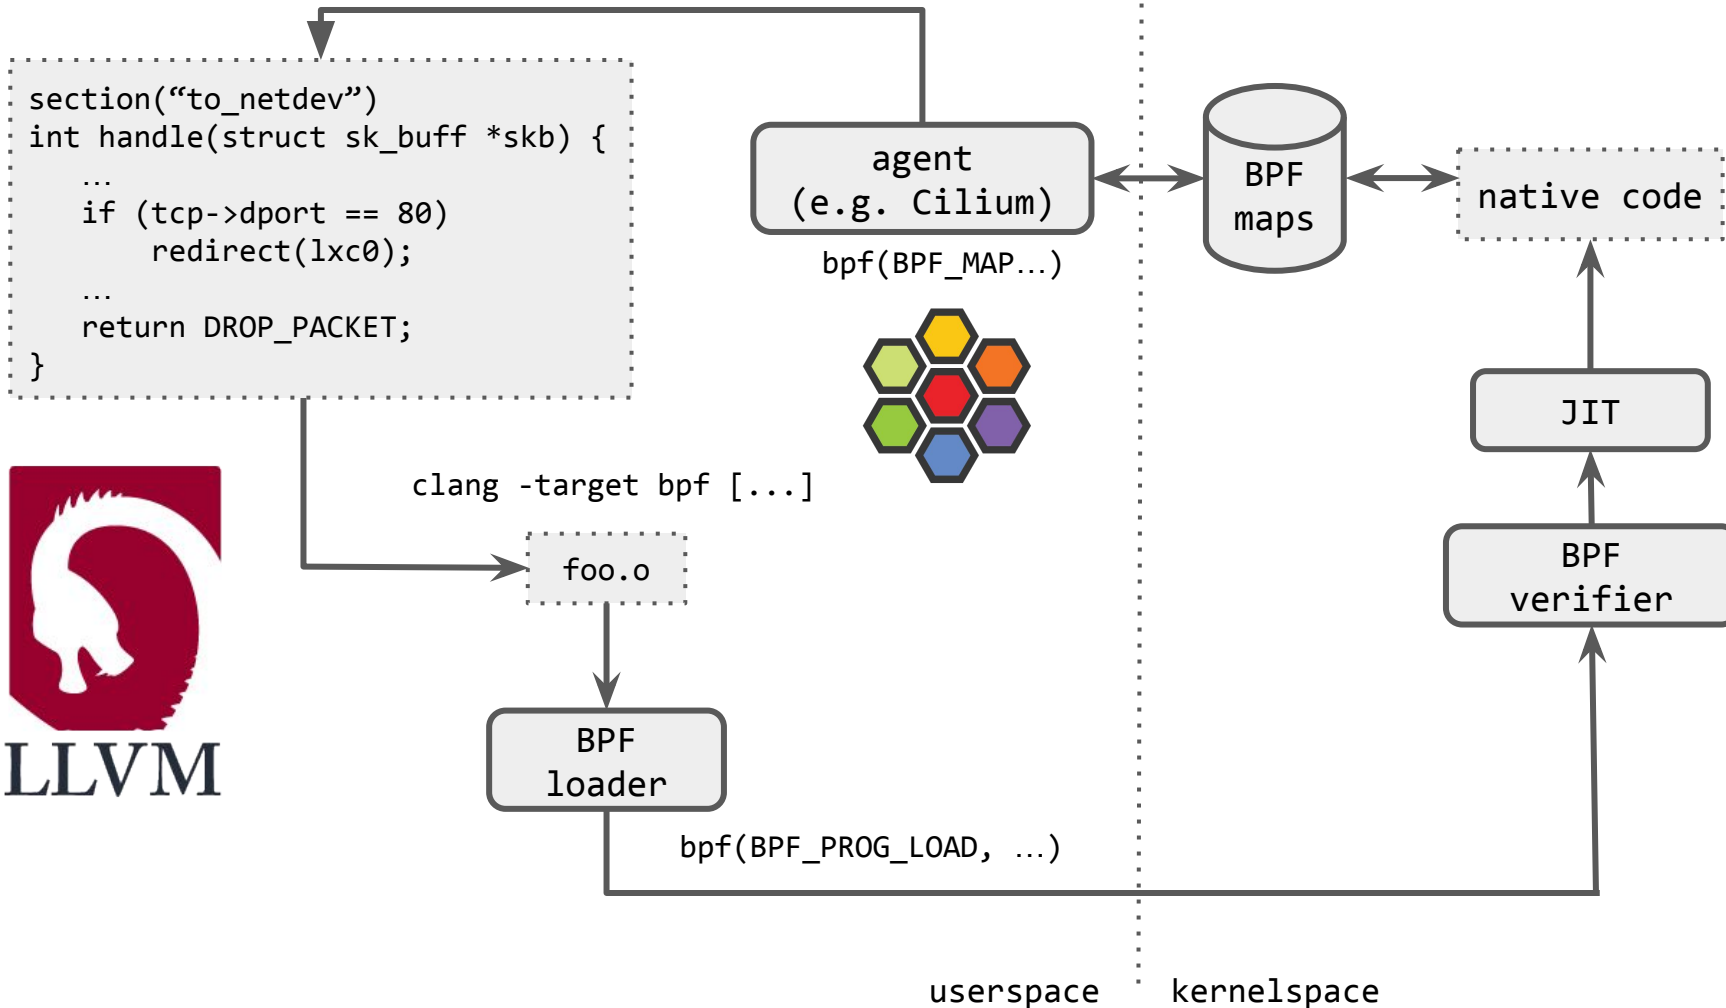 section(“to_netdev”)
int handle(struct sk_buff *skb) {
…
if (tcp->dport == 80)
redirect(lxc0);
…
return DROP_PACKET;
}
agent
(e.g. Cilium)
bpf(BPF_MAP…)
BPF
maps
native code
JIT
BPF
verifier
clang -target bpf [...]
foo.o
LLVM
BPF
loader
bpf(BPF_PROG_LOAD, …)
userspace
kernelspace